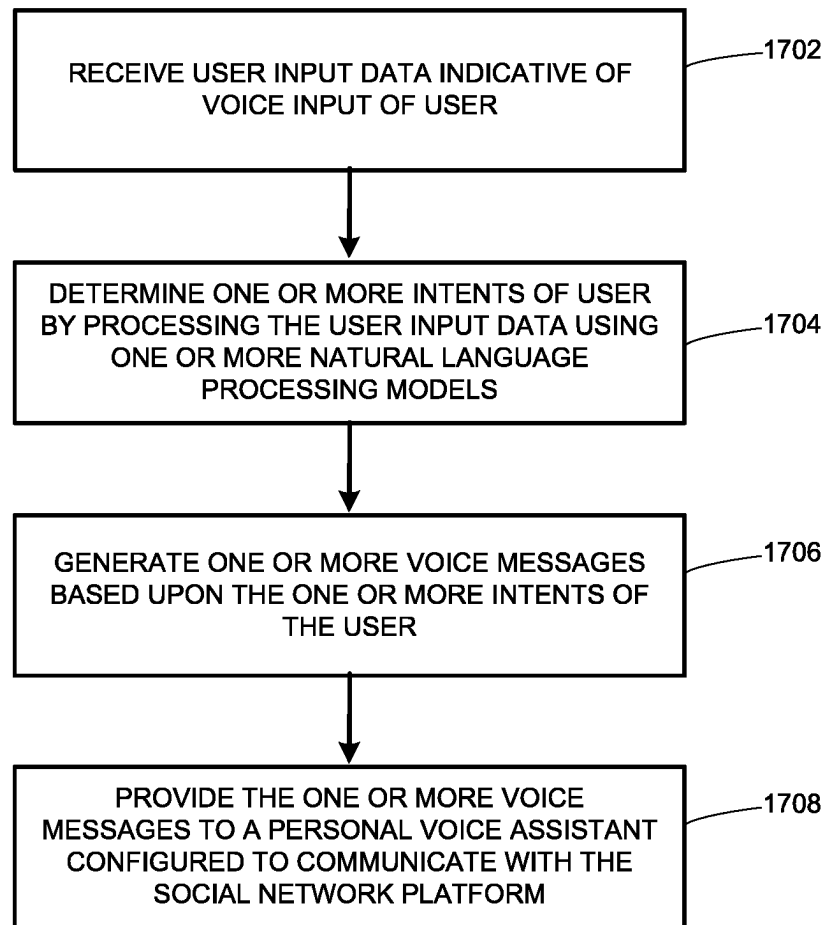 RECEIVE USER INPUT DATA INDICATIVE OF
VOICE INPUT OF USER
1702
DETERMINE ONE OR MORE INTENTS OF USER
BY PROCESSING THE USER INPUT DATA USING
ONE OR MORE NATURAL LANGUAGE
PROCESSING MODELS
1704
GENERATE ONE OR MORE VOICE MESSAGES
BASED UPON THE ONE OR MORE INTENTS OF
THE USER
1706
PROVIDE THE ONE OR MORE VOICE
MESSAGES TO A PERSONAL VOICE ASSISTANT
CONFIGURED TO COMMUNICATE WITH THE
SOCIAL NETWORK PLATFORM
1708